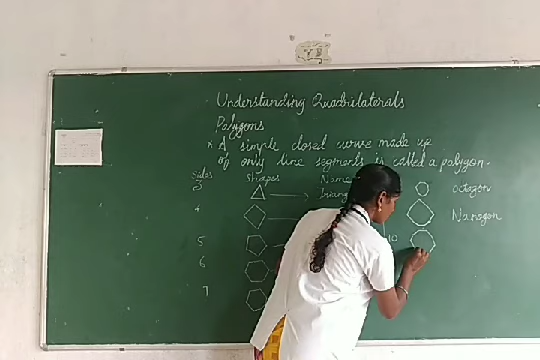 Understanding Quadrilaterals
Polygons
* A simple closed curve made up
of only line segments is called a polygon.
Sides Shapes Name
3
4
5
6
7
10
Octagon
Nanagon